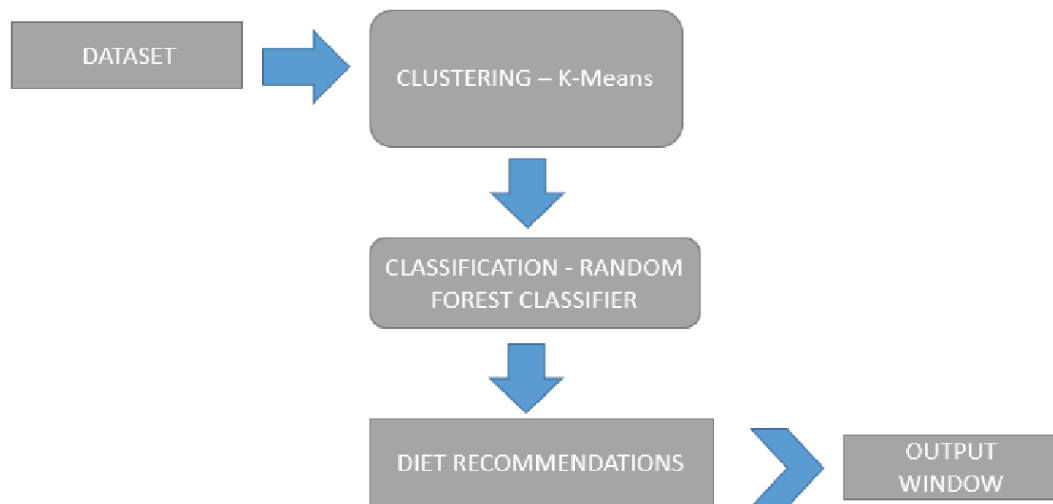 DATASET
CLUSTERING – K-Means
CLASSIFICATION - RANDOM
FOREST CLASSIFIER
DIET RECOMMENDATIONS
OUTPUT
WINDOW